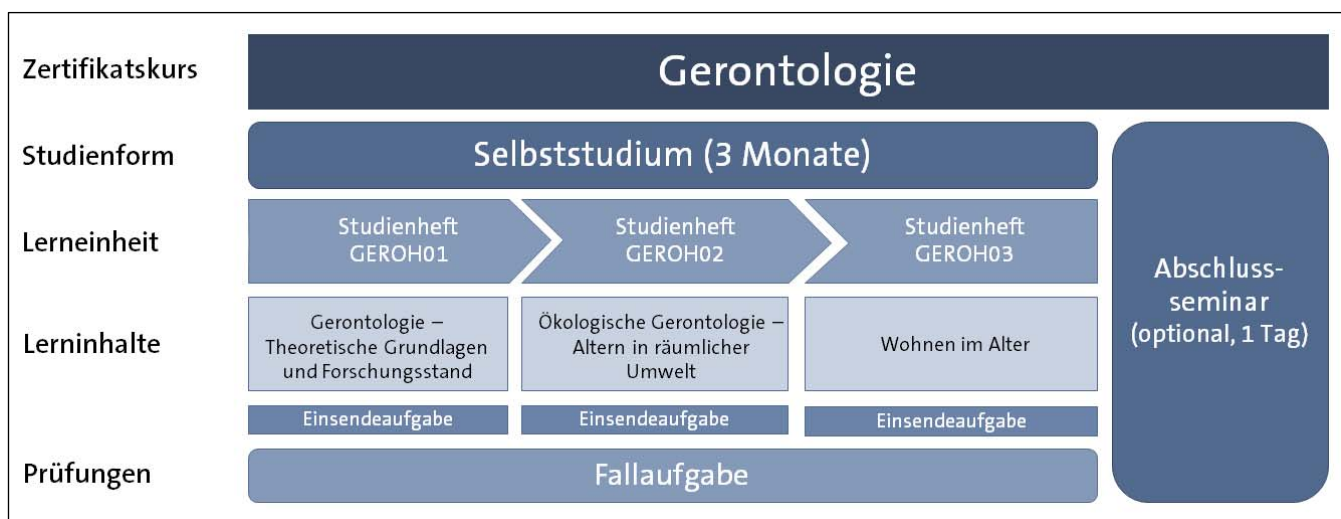 Zertifikatskurs
Gerontologie
Studienform
Selbststudium (3 Monate)
Lerneinheit
Studienheft
GEROH01
Studienheft
GEROH02
Studienheft
GEROH03
Lerninhalte
Gerontologie –
Theoretische Grundlagen
und Forschungsstand
Ökologische Gerontologie –
Altern in räumlicher
Umwelt
Wohnen im Alter
Einsendeaufgabe
Einsendeaufgabe
Einsendeaufgabe
Prüfungen
Fallaufgabe
Abschluss-
seminar
(optional, 1 Tag)